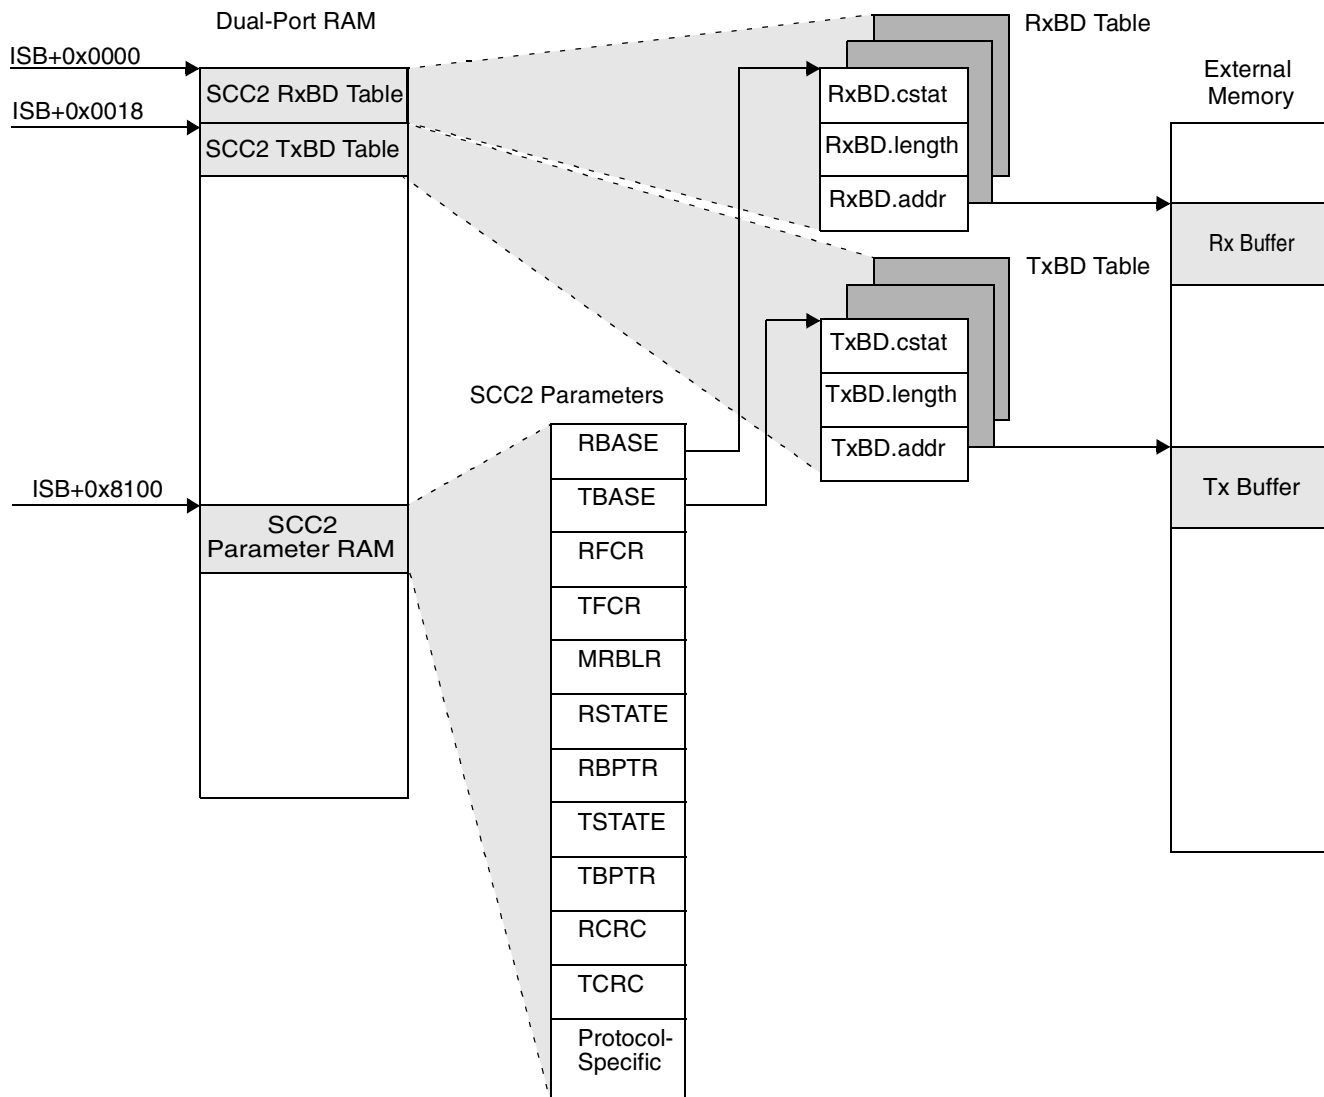 Dual-Port RAM
RxBD Table
ISB+0x0000
External
Memory
SCC2 RxBD Table
RxBD.cstat
ISB+0x0018
SCC2 TxBD Table
RxBD.length
RxBD.addr
Rx Buffer
TxBD Table
TxBD.cstat
TxBD.length
TxBD.addr
Tx Buffer
SCC2 Parameters
RBASE
TBASE
ISB+0x8100
SCC2
Parameter RAM
RFCR
TFCR
MRBLR
RSTATE
RBPTR
TSTATE
TBPTR
RCRC
TCRC
Protocol-
Specific